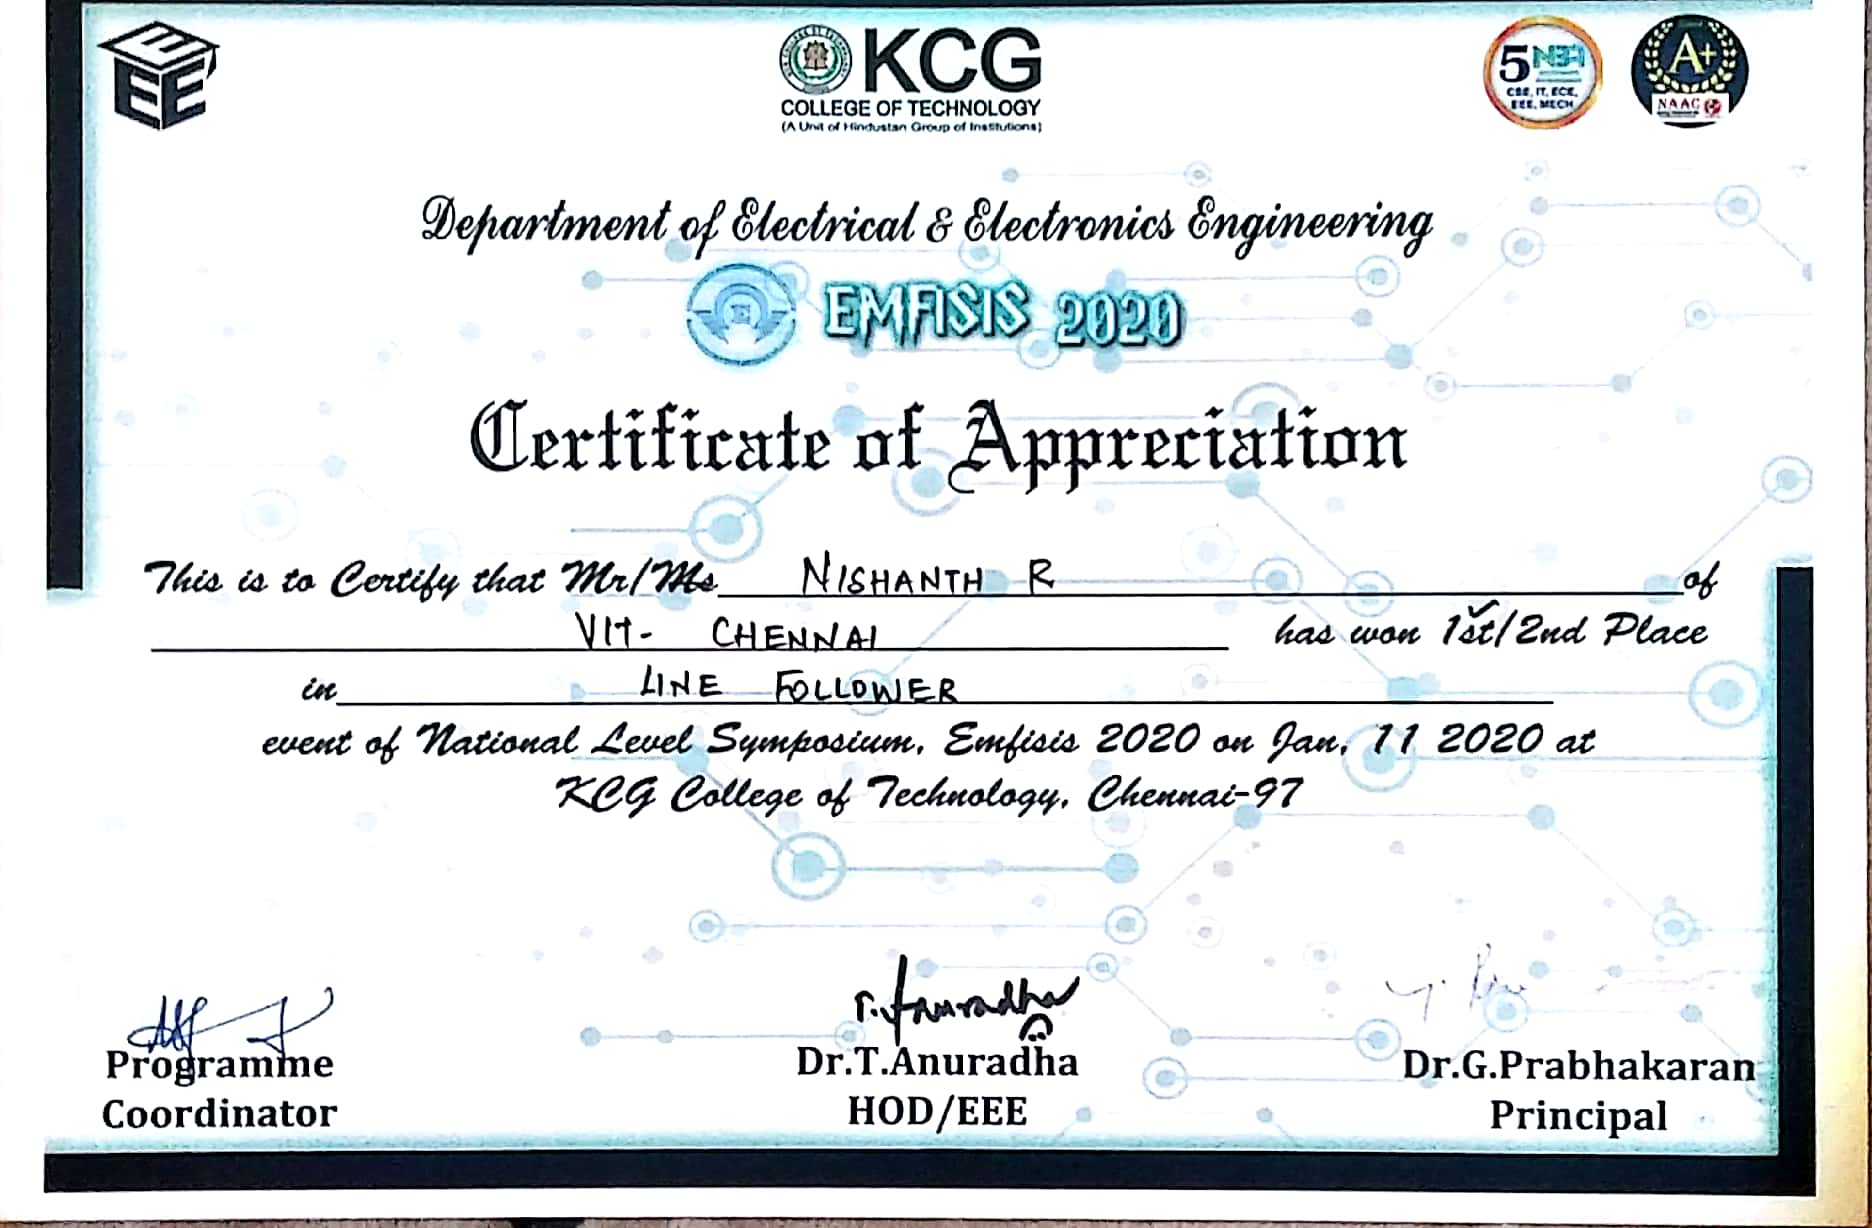 EEE
KCG
COLLEGE OF TECHNOLOGY
(A Unit of Hindustan Group of Institutions)
5 NBA
CSE, IT, ECE,
EEE, MECH
A+
NAAC
Department of Electrical & Electronics Engineering
EMFISIS 2020
Certificate of Appreciation
This is to Certify that Mr/Ms NISHANTH R of
VIT- CHENNAI has won 1st/2nd Place
in LINE FOLLOWER
event of National Level Symposium, Emfisis 2020 on Jan, 11 2020 at
KCG College of Technology, Chennai-97
T. Anuradha
Programme
Coordinator
Dr.T.Anuradha
HOD/EEE
Dr.G.Prabhakaran
Principal